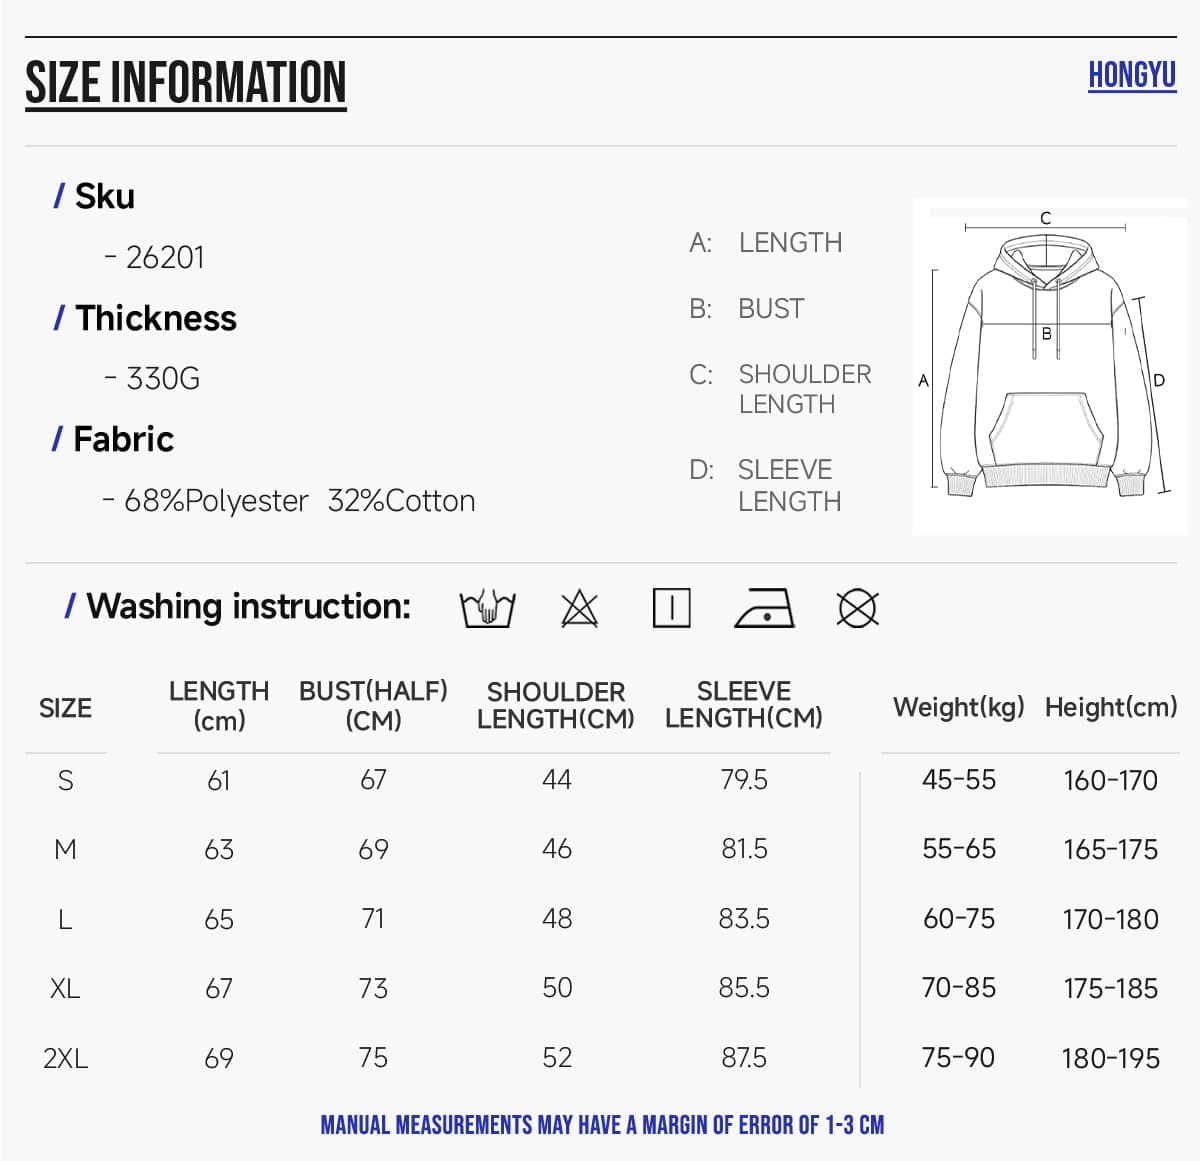 SIZE INFORMATION
HONGYU
/ Sku
- 26201
/ Thickness
- 330G
/ Fabric
- 68%Polyester 32%Cotton
A: LENGTH
B: BUST
C: SHOULDER
LENGTH
D: SLEEVE
LENGTH
C
B
A
D
/ Washing instruction:
SIZE
LENGTH
(cm)
BUST(HALF)
(CM)
SHOULDER
LENGTH(CM)
SLEEVE
LENGTH(CM)
Weight(kg)
Height(cm)
S 61 67 44 79.5 45-55 160-170
M 63 69 46 81.5 55-65 165-175
L 65 71 48 83.5 60-75 170-180
XL 67 73 50 85.5 70-85 175-185
2XL 69 75 52 87.5 75-90 180-195
MANUAL MEASUREMENTS MAY HAVE A MARGIN OF ERROR OF 1-3 CM